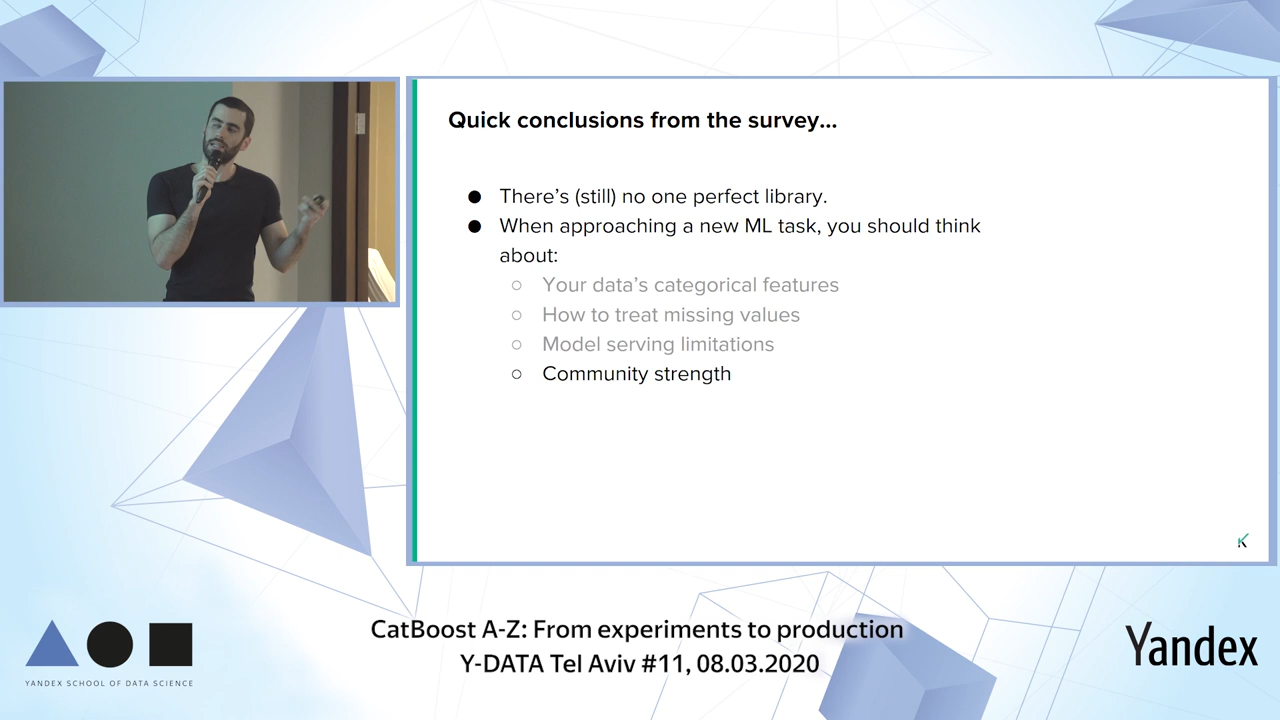 Quick conclusions from the survey...
● There's (still) no one perfect library.
● When approaching a new ML task, you should think
about:
○ Your data's categorical features
○ How to treat missing values
○ Model serving limitations
○ Community strength
K
CatBoost A-Z: From experiments to production
Y-DATA Tel Aviv #11, 08.03.2020
YANDEX SCHOOL OF DATA SCIENCE
Yandex